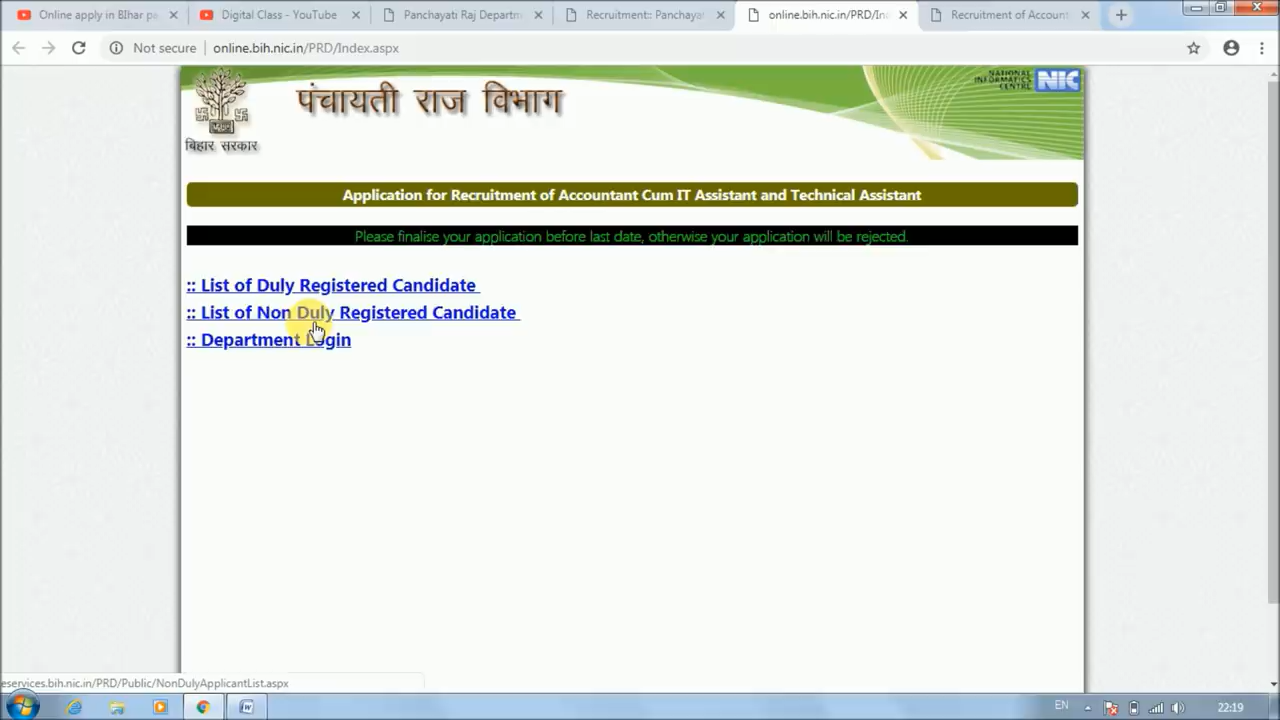 Online apply in BIhar pa
Digital Class - YouTube
Panchayati Raj Departm
Recruitment:: Panchayat
online.bih.nic.in/PRD/In
Recruitment of Account
Not secure
online.bih.nic.in/PRD/Index.aspx
पंचायती राज विभाग
बिहार सरकार
NATIONAL
INFORMATICS
CENTRE
NIC
Application for Recruitment of Accountant Cum IT Assistant and Technical Assistant
Please finalise your application before last date, otherwise your application will be rejected.
:: List of Duly Registered Candidate
:: List of Non Duly Registered Candidate
:: Department Login
eservices.bih.nic.in/PRD/Public/NonDulyApplicantList.aspx
EN
22:19